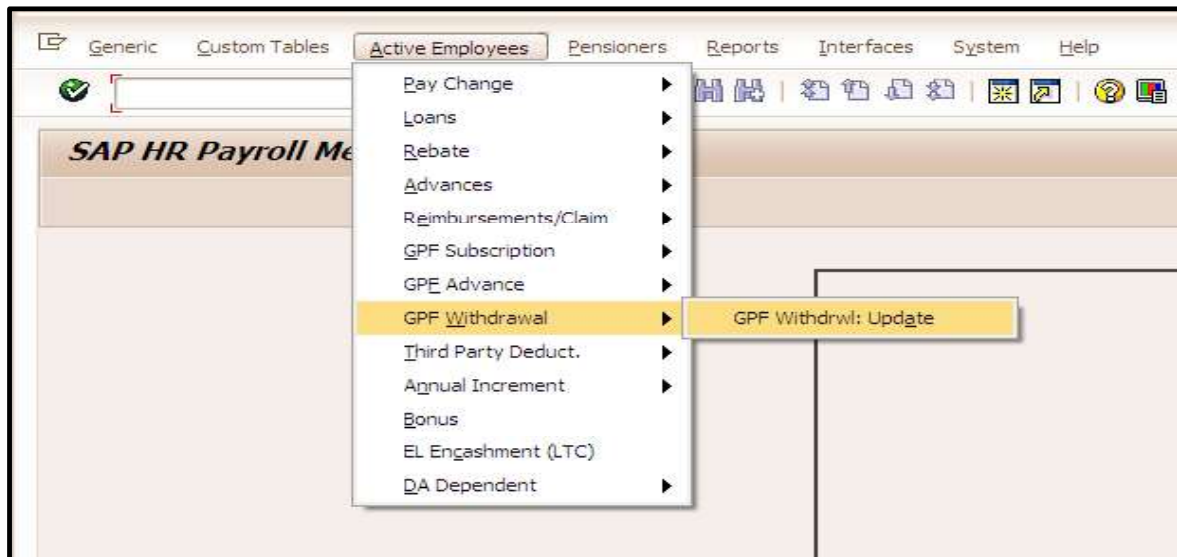 Generic Custom Tables Active Employees Pensioners Reports Interfaces System Help
SAP HR Payroll
Pay Change
Loans
Rebate
Advances
Reimbursements/Claim
GPF Subscription
GPF Advance
GPF Withdrawal
GPF Withdrwl: Update
Third Party Deduct.
Annual Increment
Bonus
EL Encashment (LTC)
DA Dependent